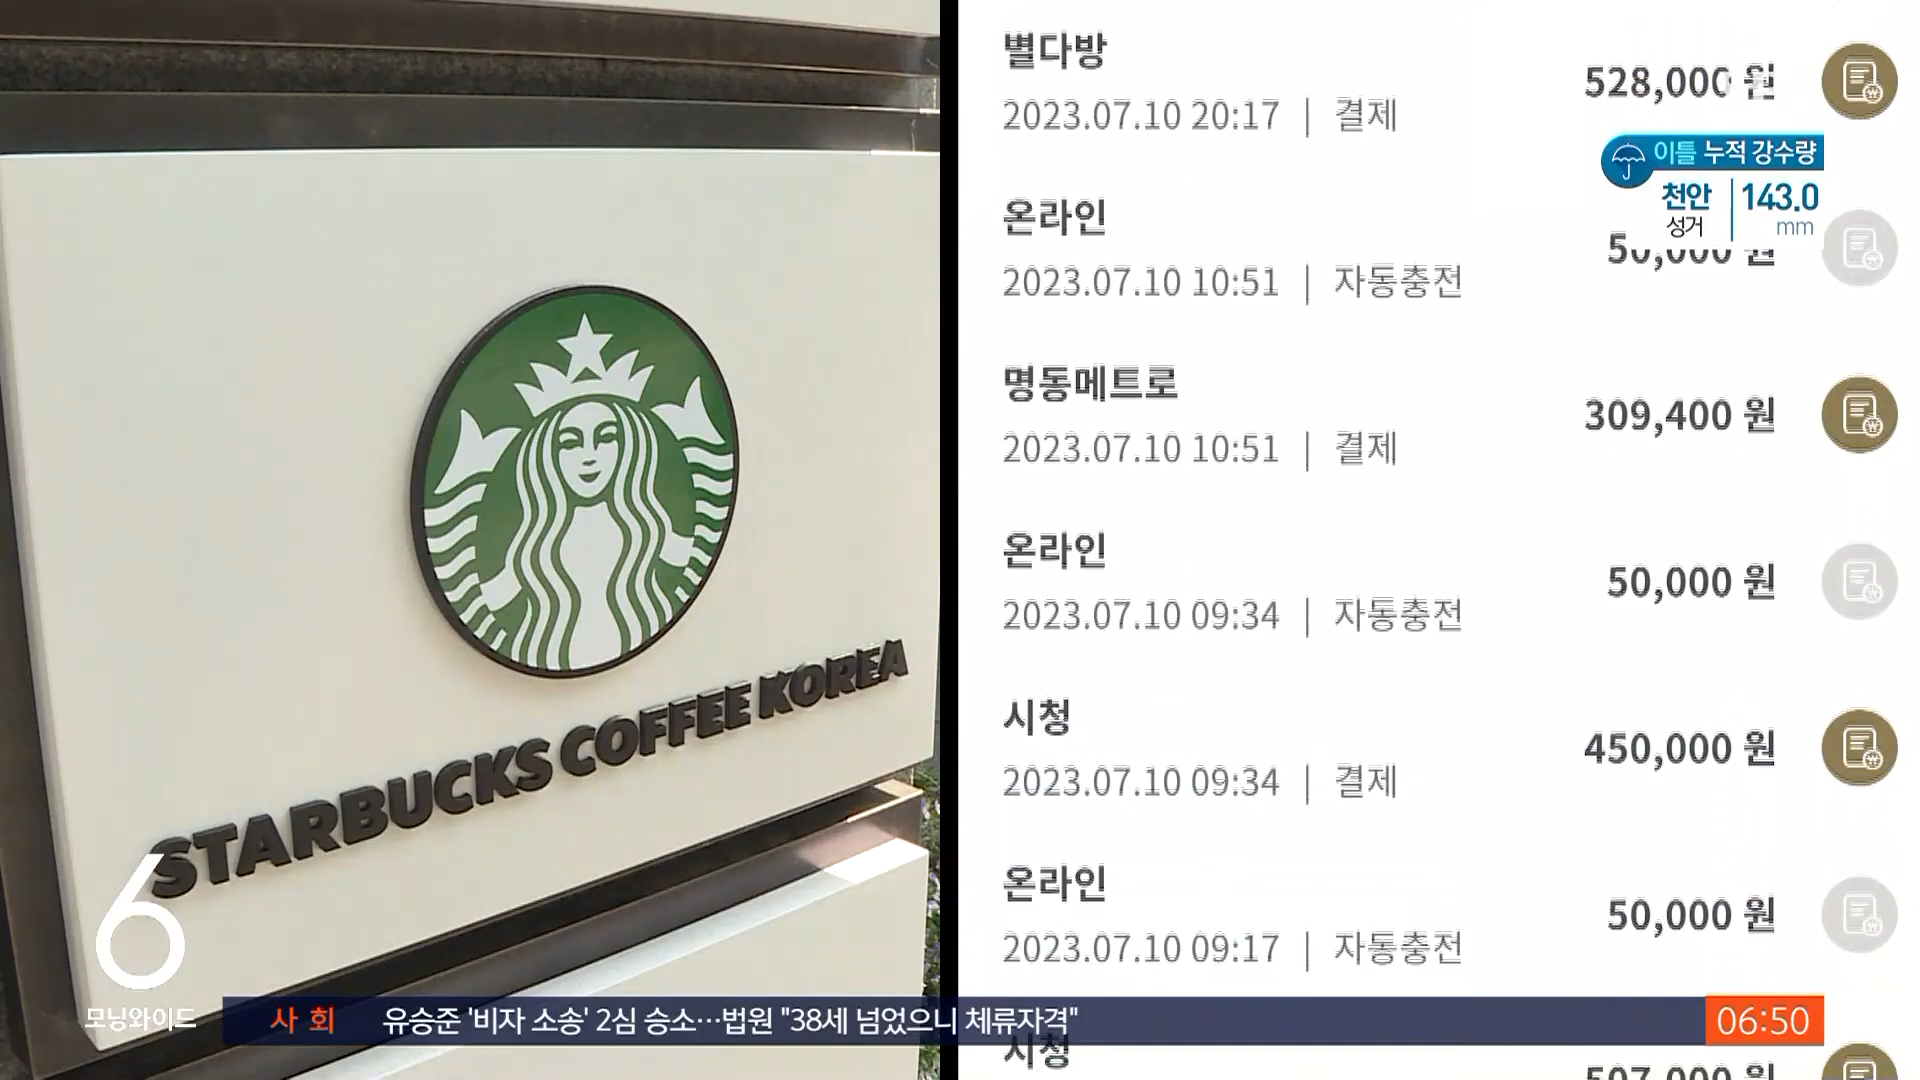 STARBUCKS COFFEE KOREA
별다방
528,000 원
2023.07.10 20:17 | 결제
이틀 누적 강수량
천안
성거
143.0
mm
온라인
50,000 원
2023.07.10 10:51 | 자동충전
명동메트로
309,400 원
2023.07.10 10:51 | 결제
온라인
50,000 원
2023.07.10 09:34 | 자동충전
시청
450,000 원
2023.07.10 09:34 | 결제
온라인
50,000 원
2023.07.10 09:17 | 자동충전
6
모닝와이드
사회
유승준 '비자 소송' 2심 승소…법원 "38세 넘었으니 체류자격"
06:50
시청